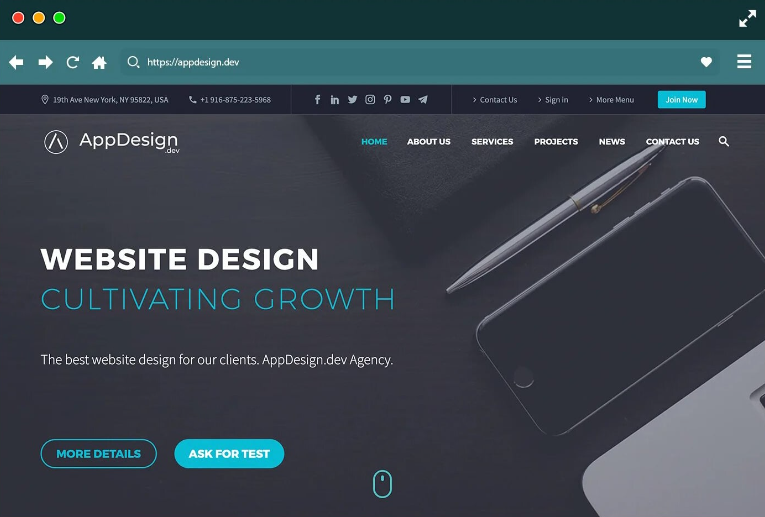 https://appdesign.dev
19th Ave New York, NY 95822, USA
+1 916-875-223-5968
Contact Us
Sign in
More Menu
Join Now
AppDesign
.dev
HOME
ABOUT US
SERVICES
PROJECTS
NEWS
CONTACT US
WEBSITE DESIGN
CULTIVATING GROWTH
The best website design for our clients. AppDesign.dev Agency.
MORE DETAILS
ASK FOR TEST